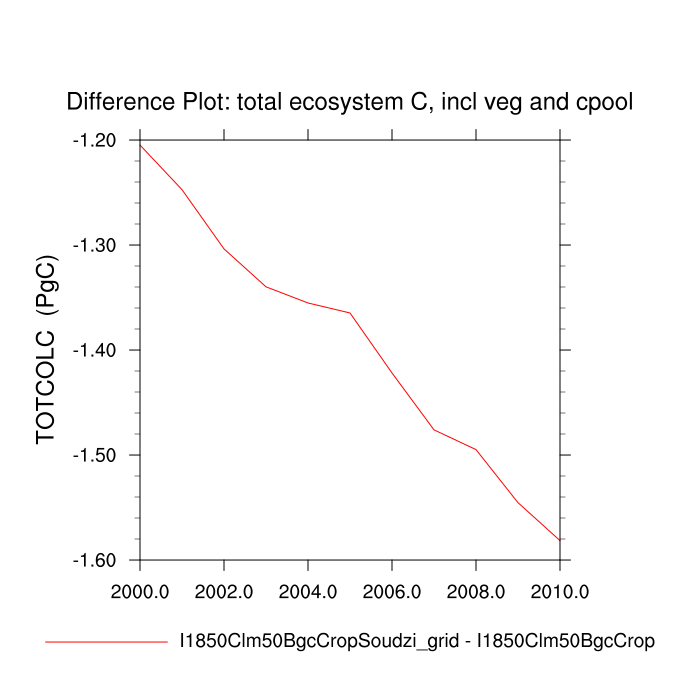 Difference Plot: total ecosystem C, incl veg and cpool
-1.20
-1.30
-1.40
-1.50
-1.60
TOTCOLC (PgC)
2000.0 2002.0 2004.0 2006.0 2008.0 2010.0
I1850Clm50BgcCropSoudzi_grid - I1850Clm50BgcCrop